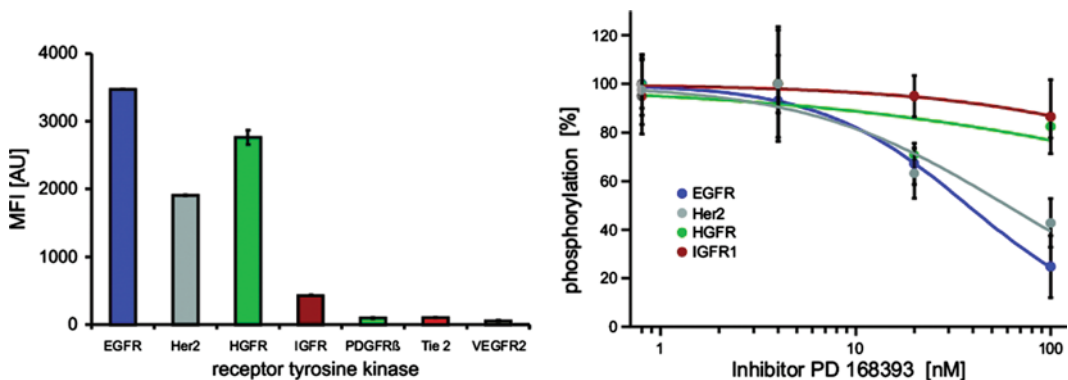 MFI [AU]
4000
3000
2000
1000
0
EGFR Her2 HGFR IGFR PDGFRß Tie 2 VEGFR2
receptor tyrosine kinase
phosphorylation [%]
120
100
80
60
40
20
0
EGFR
Her2
HGFR
IGFR1
1 10 100
Inhibitor PD 168393 [nM]